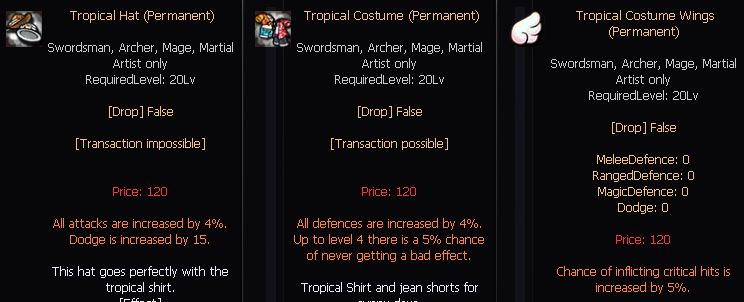 Tropical Hat (Permanent)
Swordsman, Archer, Mage, Martial
Artist only
RequiredLevel: 20Lv
[Drop] False
[Transaction impossible]
Price: 120
All attacks are increased by 4%.
Dodge is increased by 15.
This hat goes perfectly with the
tropical shirt.
[Effect]
Tropical Costume (Permanent)
Swordsman, Archer, Mage, Martial
Artist only
RequiredLevel: 20Lv
[Drop] False
[Transaction possible]
Price: 120
All defences are increased by 4%.
Up to level 4 there is a 5% chance
of never getting a bad effect.
Tropical Shirt and jean shorts for
sunny days.
Tropical Costume Wings
(Permanent)
Swordsman, Archer, Mage, Martial
Artist only
RequiredLevel: 20Lv
[Drop] False
MeleeDefence: 0
RangedDefence: 0
MagicDefence: 0
Dodge: 0
Price: 120
Chance of inflicting critical hits is
increased by 5%.